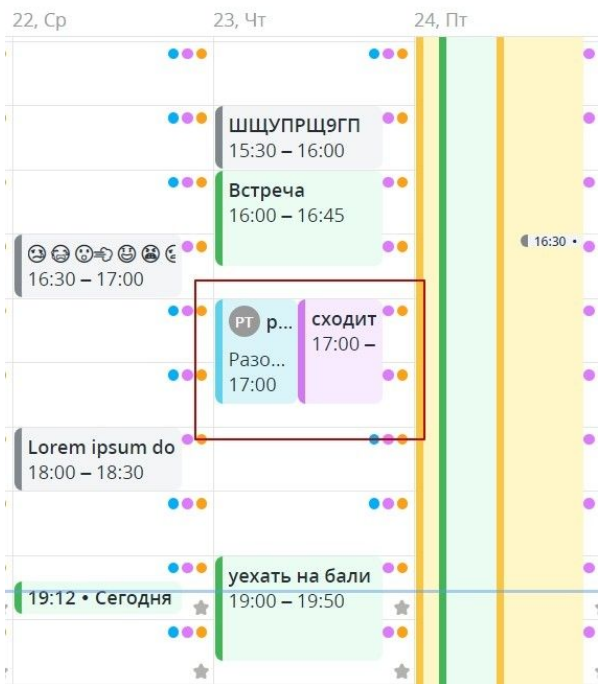 22, Ср
23, Чт
24, Пт
ШЩУПРЩ9ГП
15:30 – 16:00
Встреча
16:00 – 16:45
16:30 – 17:00
16:30 •
РТ р...
Разо...
17:00
сходит
17:00 –
Lorem ipsum do
18:00 – 18:30
19:12 • Сегодня
уехать на бали
19:00 – 19:50